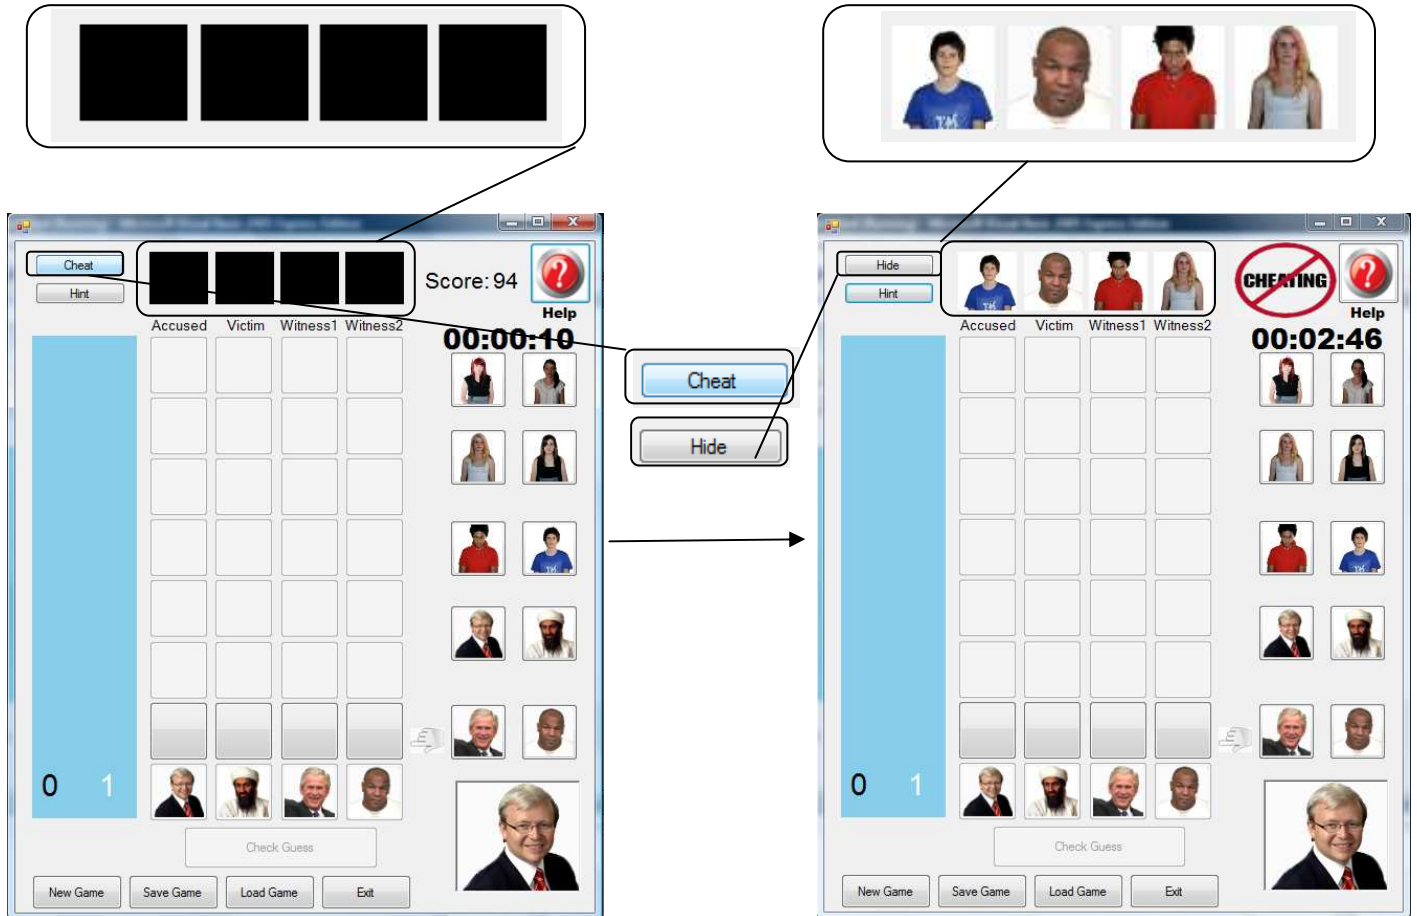 Cheat
Hint
Score: 94
Help
Accused Victim Witness1 Witness2
00:00:10
0 1
Check Guess
New Game Save Game Load Game Exit
Cheat
Hide
Hide
Hint
CHEATING
Help
Accused Victim Witness1 Witness2
00:02:46
0 1
Check Guess
New Game Save Game Load Game Exit